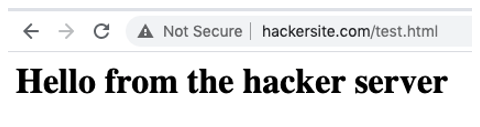 Not Secure hackersite.com/test.html
Hello from the hacker server